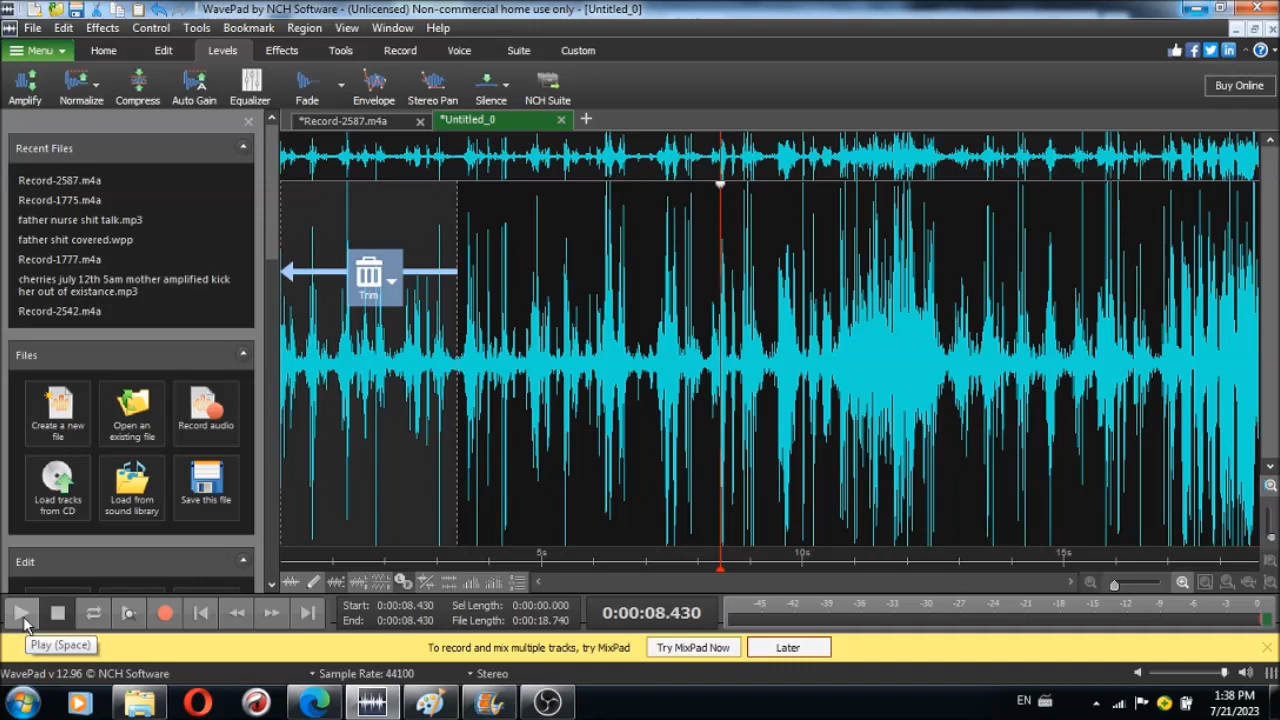 WavePad by NCH Software - (Unlicensed) Non-commercial home use only - [Untitled_0]
File Edit Effects Control Tools Bookmark Region View Window Help
Menu Home Edit Levels Effects Tools Record Voice Suite Custom
Amplify Normalize Compress Auto Gain Equalizer Fade Envelope Stereo Pan Silence NCH Suite Buy Online
*Record-2587.m4a *Untitled_0
Recent Files
Record-2587.m4a
Record-1775.m4a
father nurse shit talk.mp3
father shit covered.wpp
Record-1777.m4a
cherries july 12th 5am mother amplified kick
her out of existance.mp3
Record-2542.m4a
Trim
Files
Create a new
file
Open an
existing file
Record audio
Load tracks
from CD
Load from
sound library
Save this file
Edit
5s 10s 15s
Start: 0:00:08.430 Sel Length: 0:00:00.000
End: 0:00:08.430 File Length: 0:00:18.740
0:00:08.430
-45 -42 -39 -36 -33 -30 -27 -24 -21 -18 -15 -12 -9 -6 -3 0
Play (Space)
To record and mix multiple tracks, try MixPad Try MixPad Now Later
WavePad v 12.96 © NCH Software Sample Rate: 44100 Stereo
EN 1:38 PM
7/21/2023